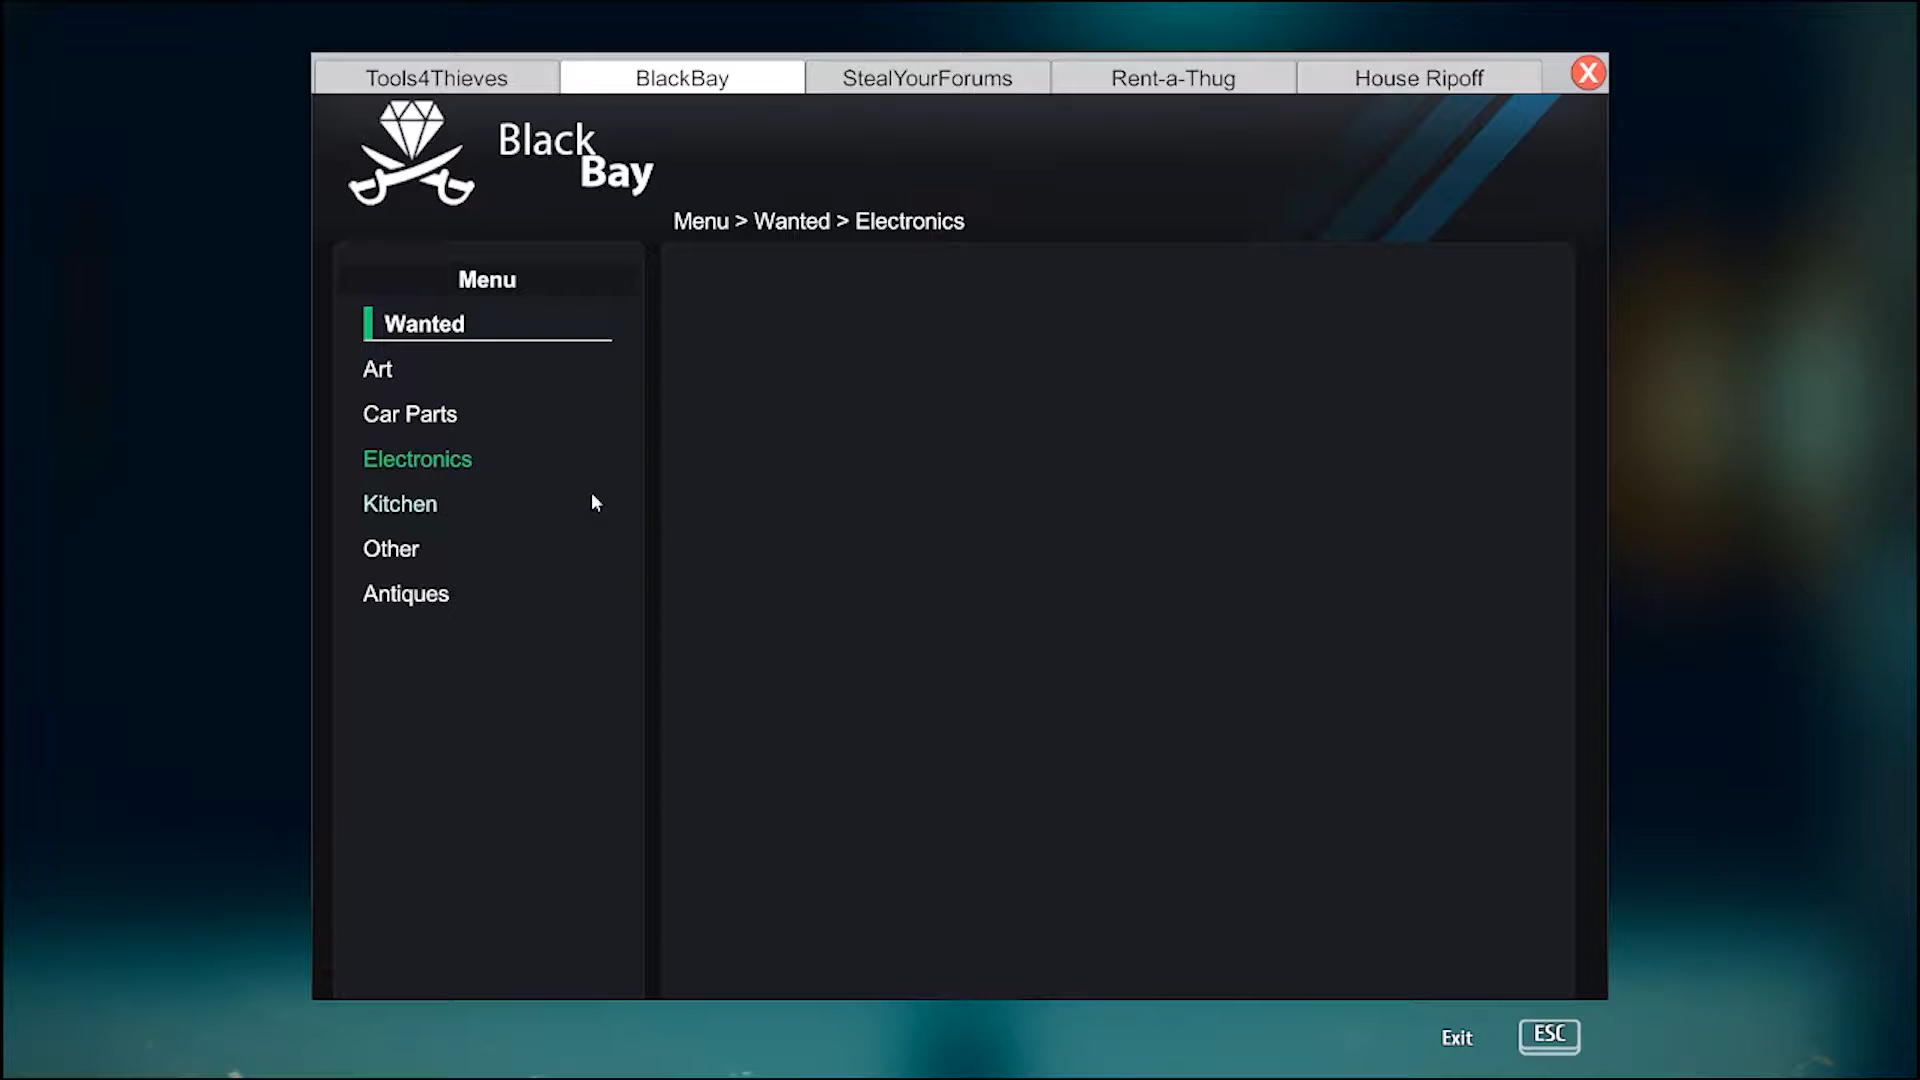 Tools4Thieves
BlackBay
StealYourForums
Rent-a-Thug
House Ripoff
X
Black
Bay
Menu > Wanted > Electronics
Menu
Wanted
Art
Car Parts
Electronics
Kitchen
Other
Antiques
Exit
ESC